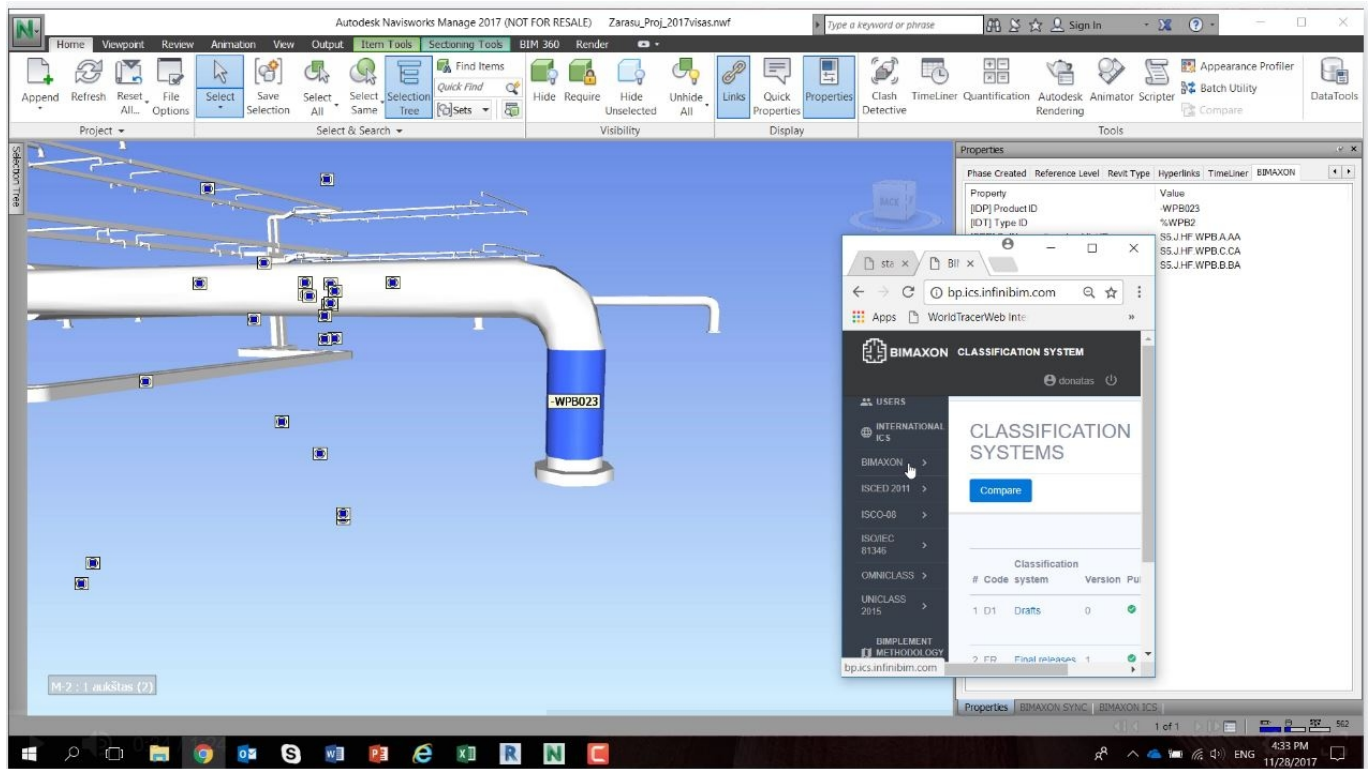 Autodesk Navisworks Manage 2017 (NOT FOR RESALE) Zarasu_Proj_2017visas.nwf
Type a keyword or phrase
Sign In
Home Viewpoint Review Animation View Output Item Tools Sectioning Tools BIM 360 Render
Append Refresh Reset All... File Options
Select Save Selection Select All Select Same Selection Tree
Find Items
Quick Find
Sets
Hide Require Hide Unselected Unhide All
Links Quick Properties Properties
Clash Detective TimeLiner Quantification Autodesk Rendering Animator Scripter
Appearance Profiler
Batch Utility
Compare
DataTools
Project Select & Search Visibility Display Tools
Selection Tree
BACK
-WPB023
M-2 : 1 aukštas (2)
Properties
Phase Created Reference Level Revit Type Hyperlinks TimeLiner BIMAXON
Property Value
[IDP] Product ID -WPB023
[IDT] Type ID %WPB2
S5.J.HF.WPB.A.AA
S5.J.HF.WPB.C.CA
S5.J.HF.WPB.B.BA
sta
bp.ics.infinibim.com
Apps WorldTracerWeb Inte
BIMAXON CLASSIFICATION SYSTEM
donatas
USERS
INTERNATIONAL ICS
BIMAXON
ISCED 2011
ISCO-08
ISO/IEC 81346
OMNICLASS
UNICLASS 2015
BIMPLEMENT METHODOLOGY
CLASSIFICATION
SYSTEMS
Compare
# Code Classification system Version Pu
1 D1 Drafts 0
2 FR Final releases 1
bp.ics.infinibim.com
Properties BIMAXON SYNC BIMAXON ICS
1 of 1
562
ENG
4:33 PM
11/28/2017